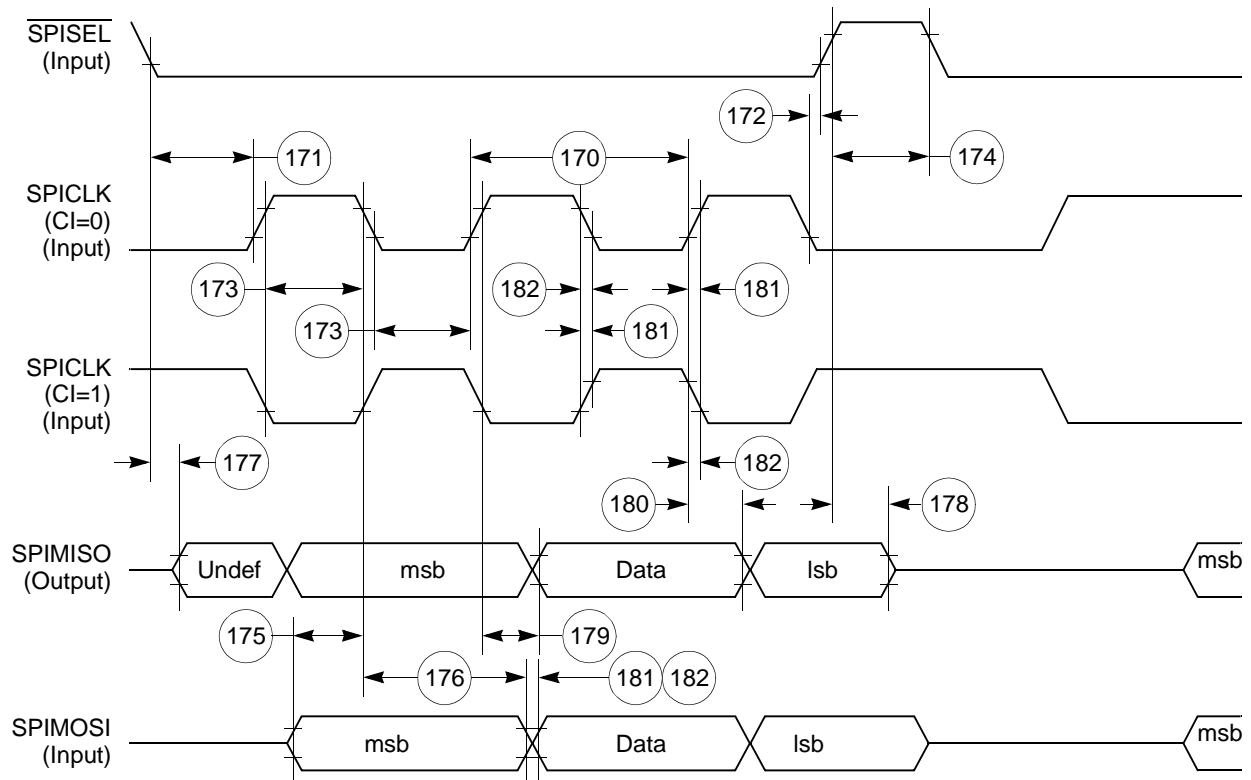 SPISEL
(Input)
172
171
170
174
SPICLK
(CI=0)
(Input)
173
182
181
173
181
SPICLK
(CI=1)
(Input)
177
182
180
178
SPIMISO
(Output)
Undef
msb
Data
lsb
msb
175
179
176
181
182
SPIMOSI
(Input)
msb
Data
lsb
msb